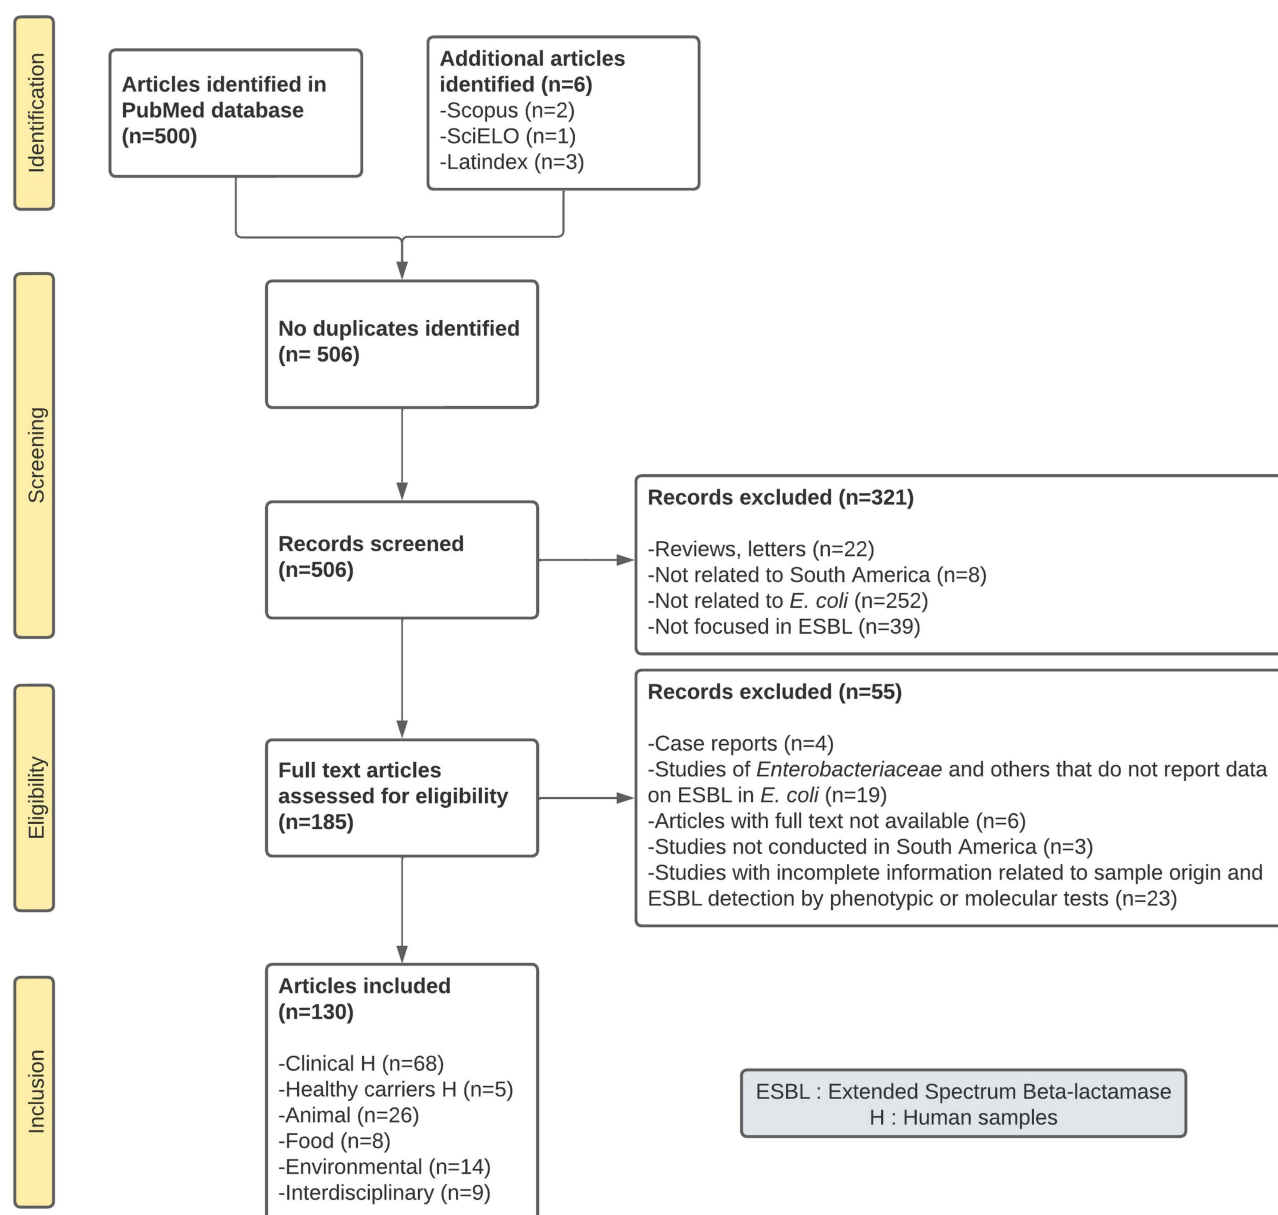 Identification
Articles identified in
PubMed database
(n=500)
Additional articles
identified (n=6)
-Scopus (n=2)
-SciELO (n=1)
-Latindex (n=3)
Screening
No duplicates identified
(n= 506)
Records screened
(n=506)
Records excluded (n=321)
-Reviews, letters (n=22)
-Not related to South America (n=8)
-Not related to E. coli (n=252)
-Not focused in ESBL (n=39)
Eligibility
Full text articles
assessed for eligibility
(n=185)
Records excluded (n=55)
-Case reports (n=4)
-Studies of Enterobacteriaceae and others that do not report data
on ESBL in E. coli (n=19)
-Articles with full text not available (n=6)
-Studies not conducted in South America (n=3)
-Studies with incomplete information related to sample origin and
ESBL detection by phenotypic or molecular tests (n=23)
Inclusion
Articles included
(n=130)
-Clinical H (n=68)
-Healthy carriers H (n=5)
-Animal (n=26)
-Food (n=8)
-Environmental (n=14)
-Interdisciplinary (n=9)
ESBL : Extended Spectrum Beta-lactamase
H : Human samples